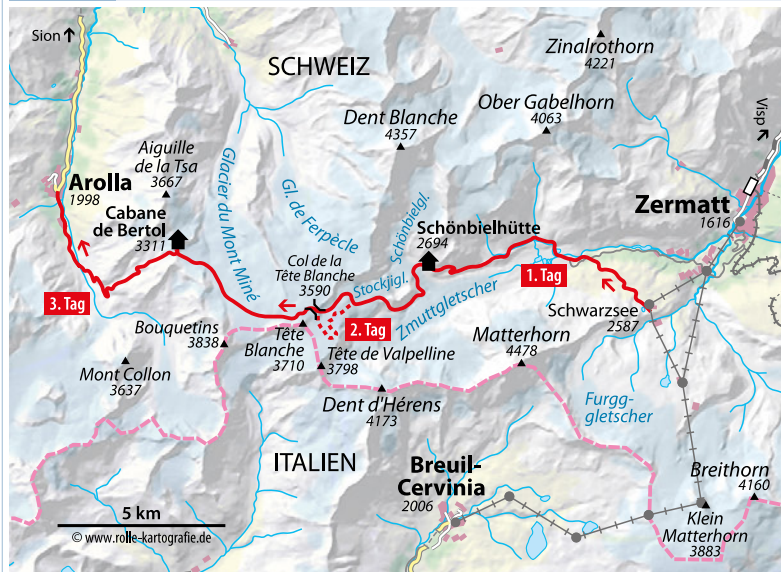 Sion ↑
SCHWEIZ
Zinalrothorn
4221
Ober Gabelhorn
4063
Dent Blanche
4357
Visp
Aiguille
de la Tsa
3667
Glacier du Mont Miné
Gl. de Ferpècle
Schönbielgl.
Arolla
1998
Cabane
de Bertol
3311
Schönbielhütte
2694
Zermatt
1616
Col de la
Tête Blanche
3590
Stockjigl.
1. Tag
3. Tag
Zmuttgletscher
Schwarzsee
2587
2. Tag
Bouquetins
3838
Tête
Blanche
3710
Matterhorn
4478
Tête de Valpelline
3798
Mont Collon
3637
Dent d'Hérens
4173
Furgg-
gletscher
ITALIEN
Breuil-
Cervinia
2006
Breithorn
4160
Klein
Matterhorn
3883
5 km
© www.rolle-kartografie.de